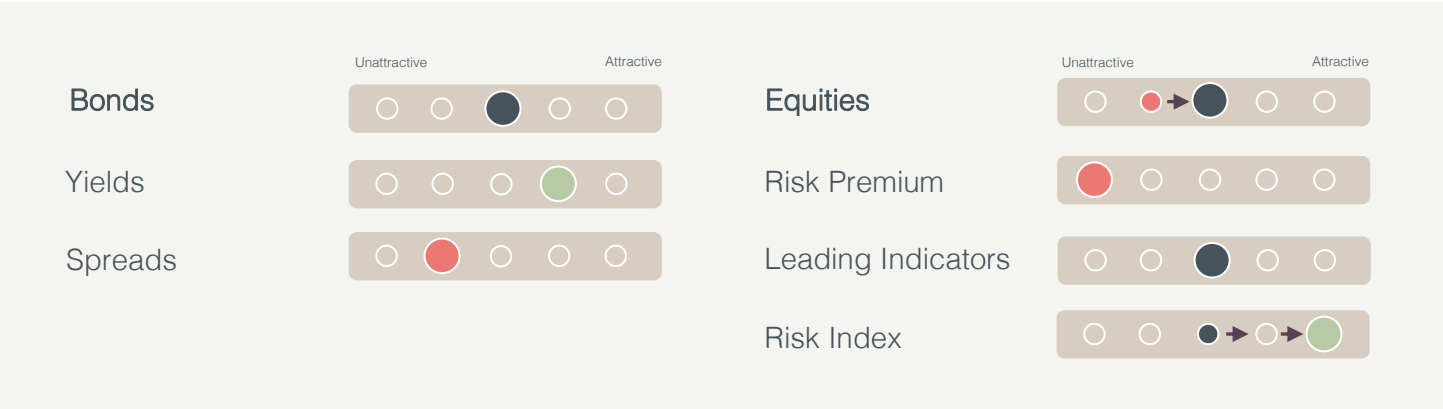 Unattractive Attractive
Bonds
Yields
Spreads
Unattractive Attractive
Equities
Risk Premium
Leading Indicators
Risk Index